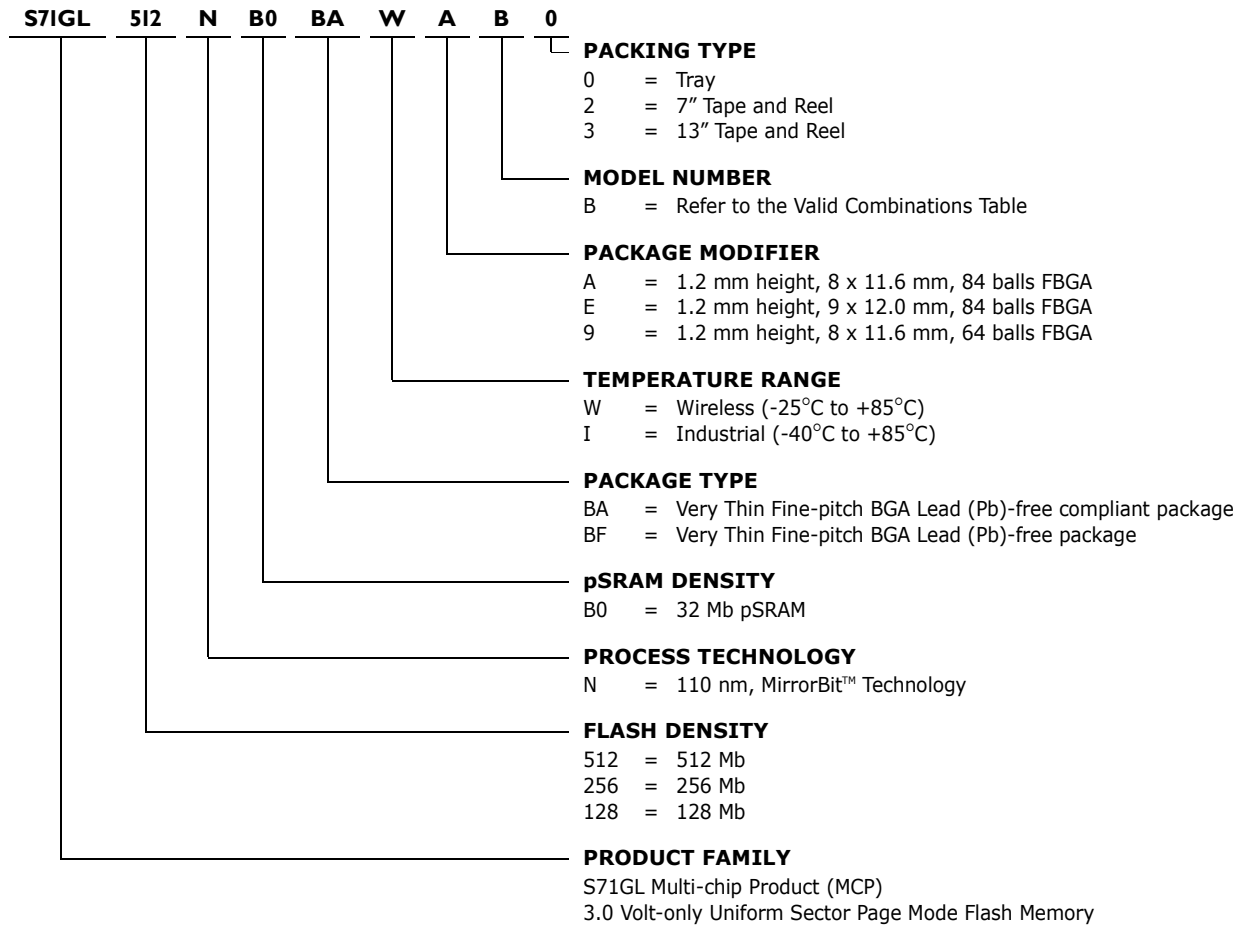 S71GL 512 N B0 BA W A B 0
PACKING TYPE
0 = Tray
2 = 7” Tape and Reel
3 = 13” Tape and Reel
MODEL NUMBER
B = Refer to the Valid Combinations Table
PACKAGE MODIFIER
A = 1.2 mm height, 8 x 11.6 mm, 84 balls FBGA
E = 1.2 mm height, 9 x 12.0 mm, 84 balls FBGA
9 = 1.2 mm height, 8 x 11.6 mm, 64 balls FBGA
TEMPERATURE RANGE
W = Wireless (-25°C to +85°C)
I = Industrial (-40°C to +85°C)
PACKAGE TYPE
BA = Very Thin Fine-pitch BGA Lead (Pb)-free compliant package
BF = Very Thin Fine-pitch BGA Lead (Pb)-free package
pSRAM DENSITY
B0 = 32 Mb pSRAM
PROCESS TECHNOLOGY
N = 110 nm, MirrorBit™ Technology
FLASH DENSITY
512 = 512 Mb
256 = 256 Mb
128 = 128 Mb
PRODUCT FAMILY
S71GL Multi-chip Product (MCP)
3.0 Volt-only Uniform Sector Page Mode Flash Memory